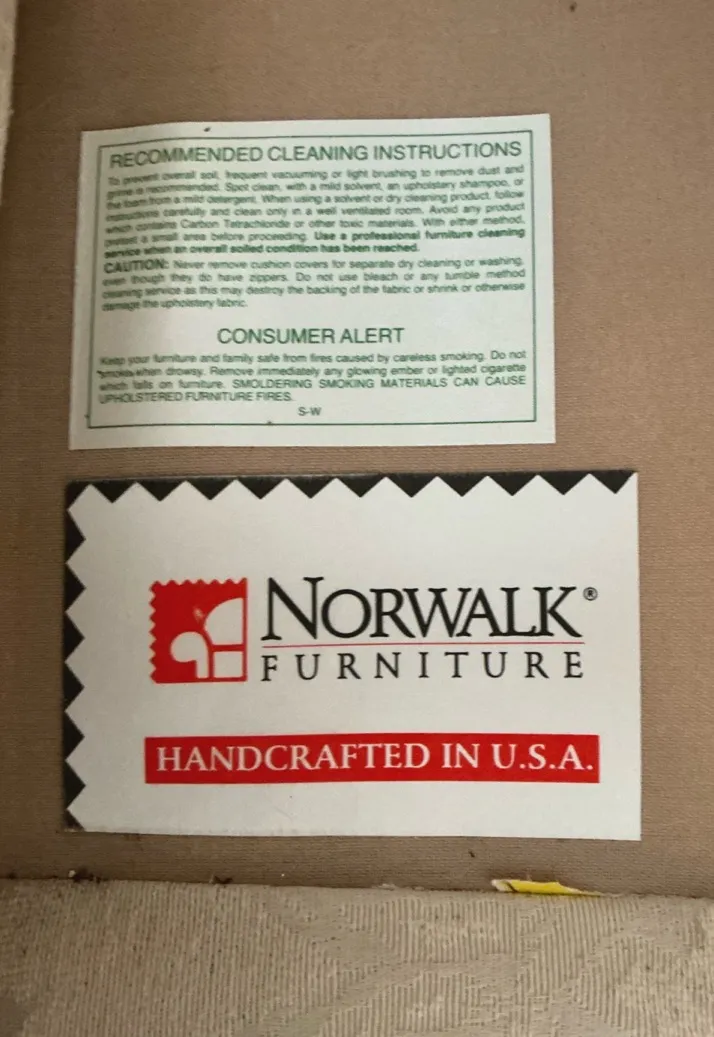 RECOMMENDED CLEANING INSTRUCTIONS
To prevent overall soil, frequent vacuuming or light brushing to remove dust and
grime is recommended. Spot clean, with a mild solvent, an upholstery shampoo, or
the foam from a mild detergent. When using a solvent or dry cleaning product, follow
instructions carefully and clean only in a well ventilated room. Avoid any product
which contains Carbon Tetrachloride or other toxic materials. With either method,
pretest a small area before proceeding. Use a professional furniture cleaning
service when an overall soiled condition has been reached.
CAUTION: Never remove cushion covers for separate dry cleaning or washing,
even though they do have zippers. Do not use bleach or any tumble method
cleaning service as this may destroy the backing of the fabric or shrink or otherwise
damage the upholstery fabric.
CONSUMER ALERT
Keep your furniture and family safe from fires caused by careless smoking. Do not
smoke when drowsy. Remove immediately any glowing ember or lighted cigarette
which falls on furniture. SMOLDERING SMOKING MATERIALS CAN CAUSE
UPHOLSTERED FURNITURE FIRES.
S-W
NORWALK®
FURNITURE
HANDCRAFTED IN U.S.A.